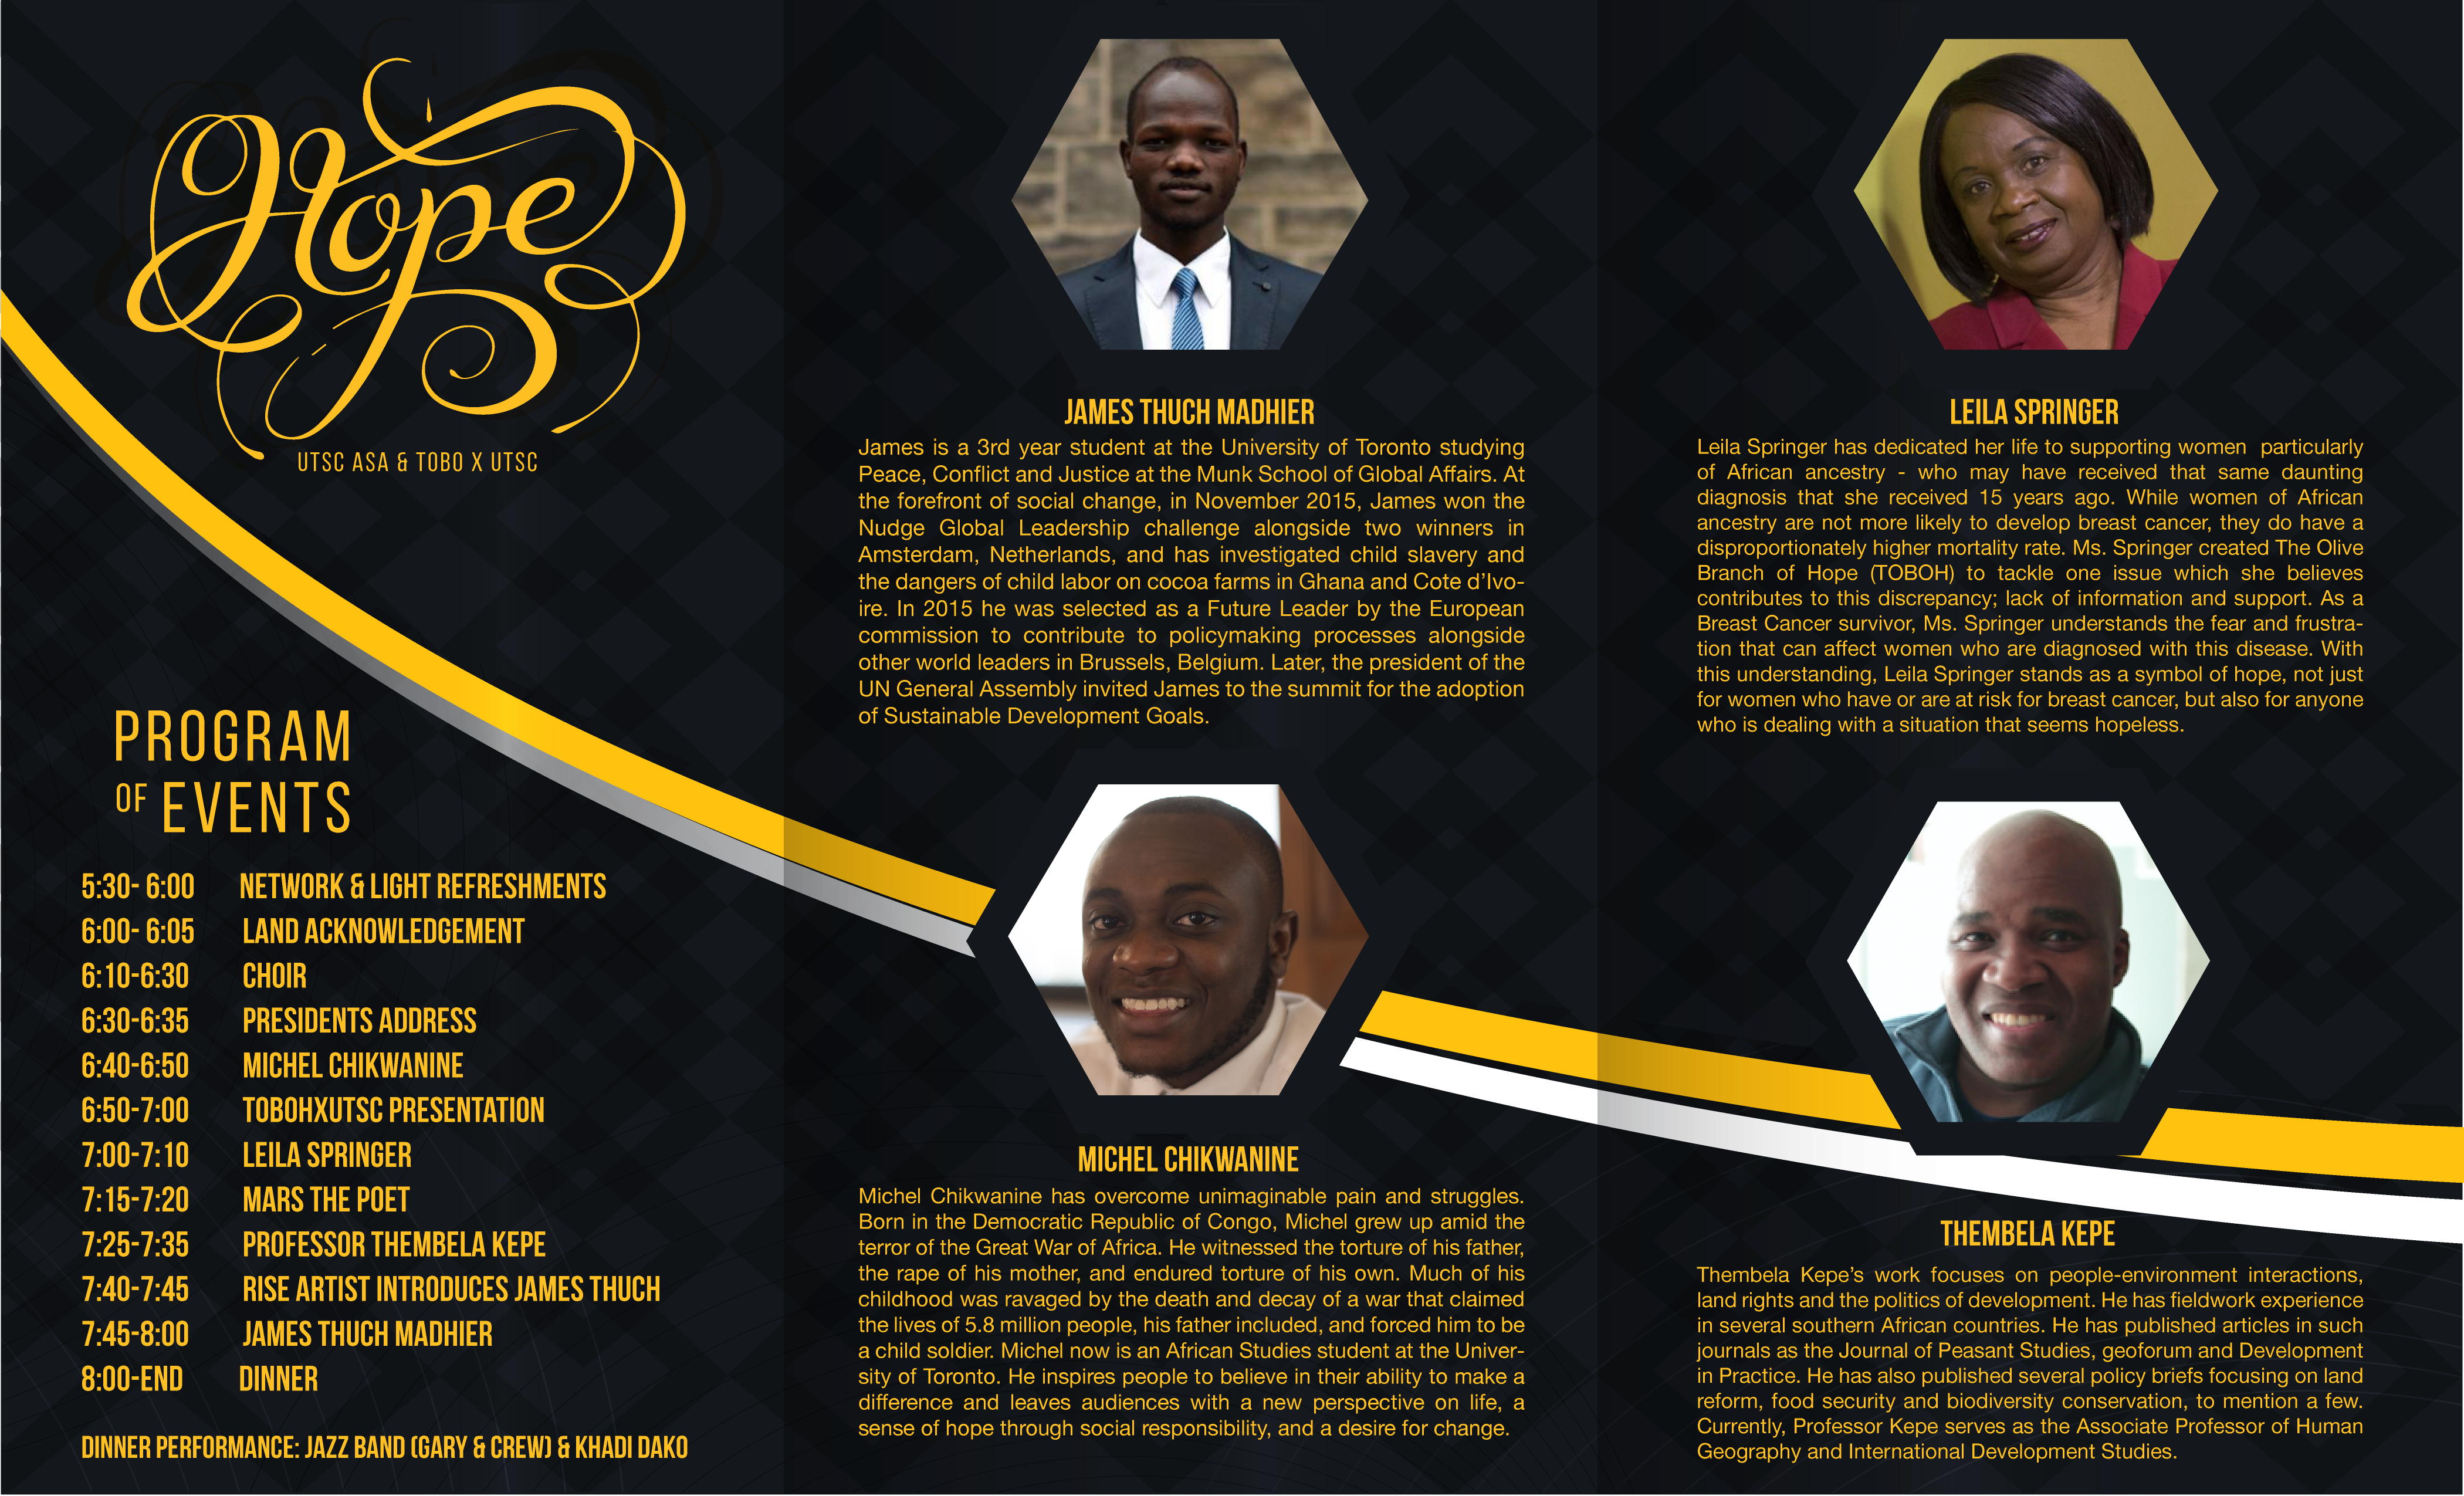 Hope
UTSC ASA & TOBO X UTSC
PROGRAM
OF EVENTS
5:30- 6:00 NETWORK & LIGHT REFRESHMENTS
6:00- 6:05 LAND ACKNOWLEDGEMENT
6:10-6:30 CHOIR
6:30-6:35 PRESIDENTS ADDRESS
6:40-6:50 MICHEL CHIKWANINE
6:50-7:00 TOBOHXUTSC PRESENTATION
7:00-7:10 LEILA SPRINGER
7:15-7:20 MARS THE POET
7:25-7:35 PROFESSOR THEMBELA KEPE
7:40-7:45 RISE ARTIST INTRODUCES JAMES THUCH
7:45-8:00 JAMES THUCH MADHIER
8:00-END DINNER
DINNER PERFORMANCE: JAZZ BAND (GARY & CREW) & KHADI DAKO
JAMES THUCH MADHIER
James is a 3rd year student at the University of Toronto studying
Peace, Conflict and Justice at the Munk School of Global Affairs. At
the forefront of social change, in November 2015, James won the
Nudge Global Leadership challenge alongside two winners in
Amsterdam, Netherlands, and has investigated child slavery and
the dangers of child labor on cocoa farms in Ghana and Cote d'Ivo-
ire. In 2015 he was selected as a Future Leader by the European
commission to contribute to policymaking processes alongside
other world leaders in Brussels, Belgium. Later, the president of the
UN General Assembly invited James to the summit for the adoption
of Sustainable Development Goals.
MICHEL CHIKWANINE
Michel Chikwanine has overcome unimaginable pain and struggles.
Born in the Democratic Republic of Congo, Michel grew up amid the
terror of the Great War of Africa. He witnessed the torture of his father,
the rape of his mother, and endured torture of his own. Much of his
childhood was ravaged by the death and decay of a war that claimed
the lives of 5.8 million people, his father included, and forced him to be
a child soldier. Michel now is an African Studies student at the Univer-
sity of Toronto. He inspires people to believe in their ability to make a
difference and leaves audiences with a new perspective on life, a
sense of hope through social responsibility, and a desire for change.
LEILA SPRINGER
Leila Springer has dedicated her life to supporting women particularly
of African ancestry - who may have received that same daunting
diagnosis that she received 15 years ago. While women of African
ancestry are not more likely to develop breast cancer, they do have a
disproportionately higher mortality rate. Ms. Springer created The Olive
Branch of Hope (TOBOH) to tackle one issue which she believes
contributes to this discrepancy; lack of information and support. As a
Breast Cancer survivor, Ms. Springer understands the fear and frustra-
tion that can affect women who are diagnosed with this disease. With
this understanding, Leila Springer stands as a symbol of hope, not just
for women who have or are at risk for breast cancer, but also for anyone
who is dealing with a situation that seems hopeless.
THEMBELA KEPE
Thembela Kepe's work focuses on people-environment interactions,
land rights and the politics of development. He has fieldwork experience
in several southern African countries. He has published articles in such
journals as the Journal of Peasant Studies, geoforum and Development
in Practice. He has also published several policy briefs focusing on land
reform, food security and biodiversity conservation, to mention a few.
Currently, Professor Kepe serves as the Associate Professor of Human
Geography and International Development Studies.